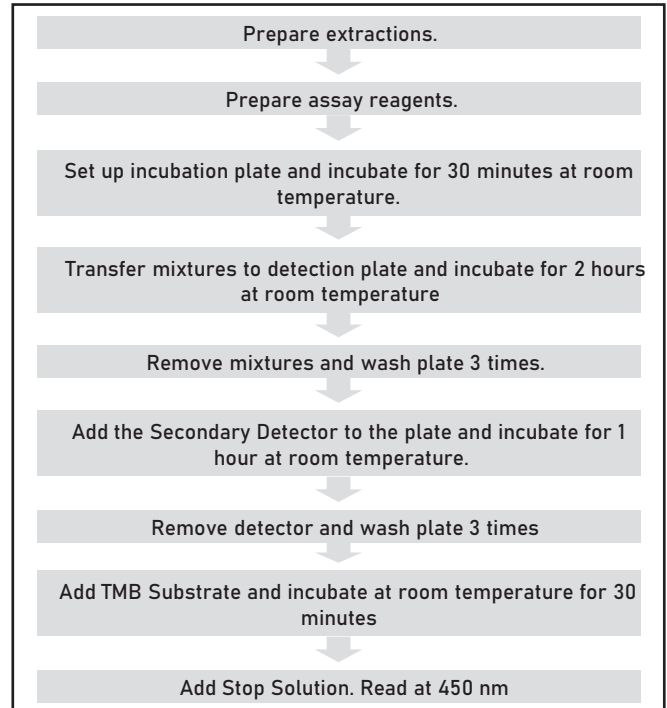 Prepare extractions.
Prepare assay reagents.
Set up incubation plate and incubate for 30 minutes at room
temperature.
Transfer mixtures to detection plate and incubate for 2 hours
at room temperature
Remove mixtures and wash plate 3 times.
Add the Secondary Detector to the plate and incubate for 1
hour at room temperature.
Remove detector and wash plate 3 times
Add TMB Substrate and incubate at room temperature for 30
minutes
Add Stop Solution. Read at 450 nm